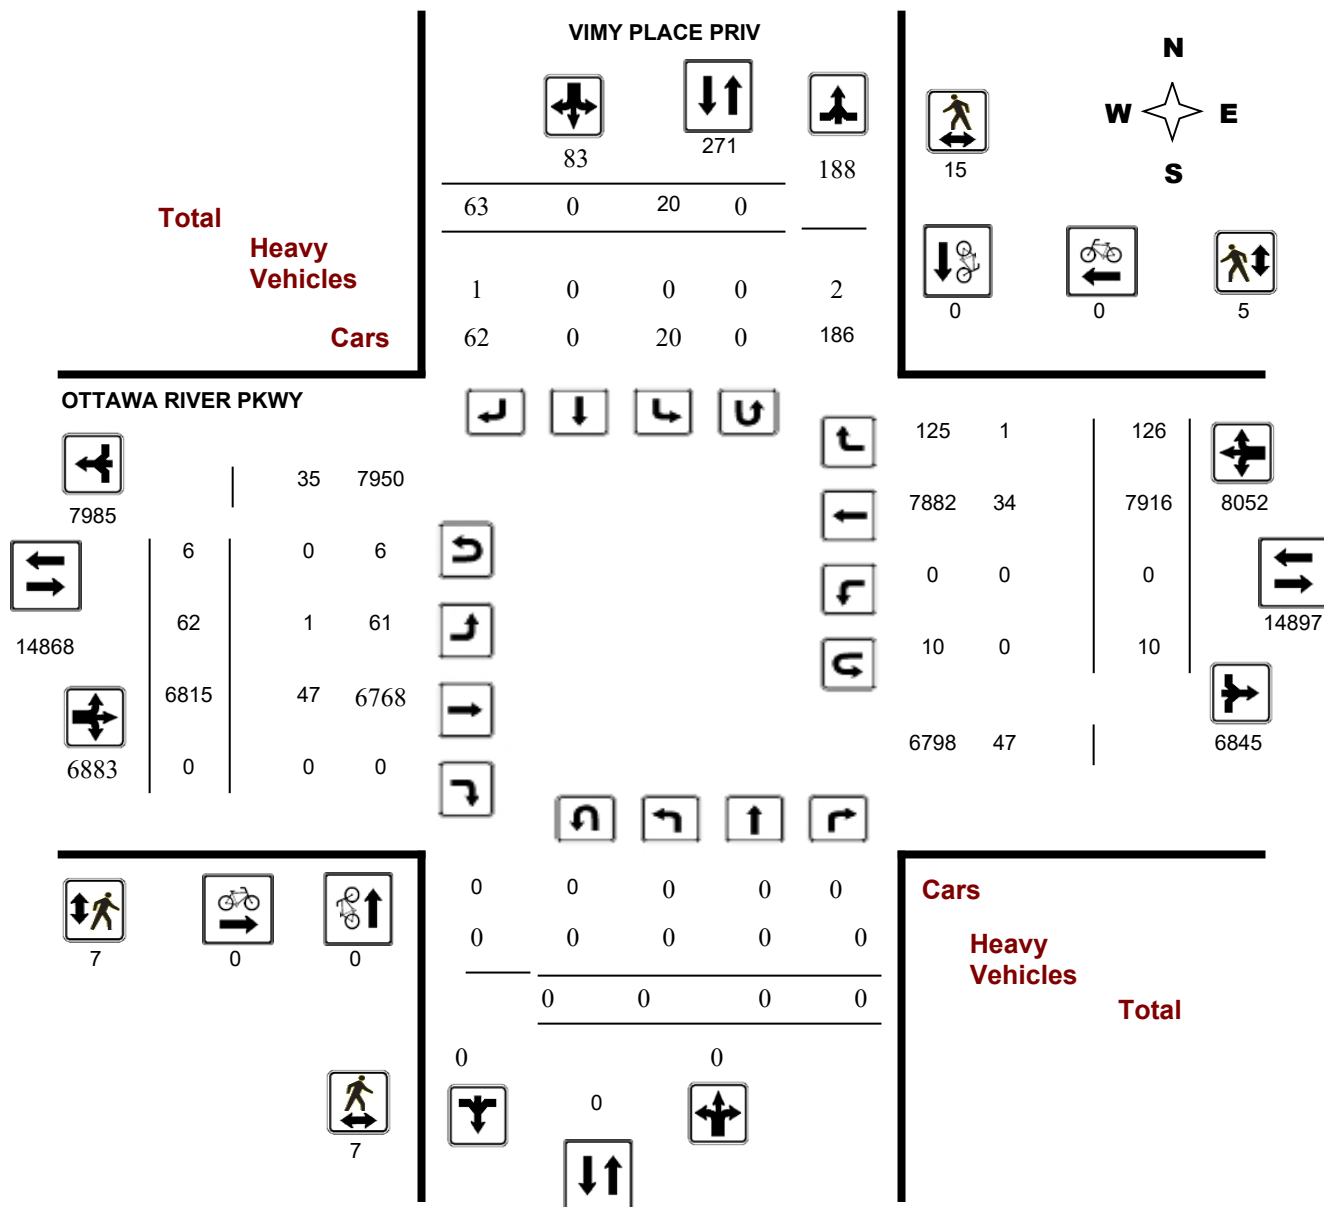 VIMY PLACE PRIV
N
W E
S
83
271
188
15
63 0 20 0
Total
Heavy
Vehicles
1 0 0 0 2
0 0 5
Cars
62 0 20 0 186
OTTAWA RIVER PKWY
125 1 126
35 7950
7985
7882 34 7916 8052
6 0 6
0 0 0
62 1 61
14868
14897
10 0 10
6815 47 6768
6883 0 0 0
6798 47 6845
0 0 0 0 0
Cars
7 0 0
0 0 0 0 0
Heavy
Vehicles
0 0 0 0
Total
0 0
0
7